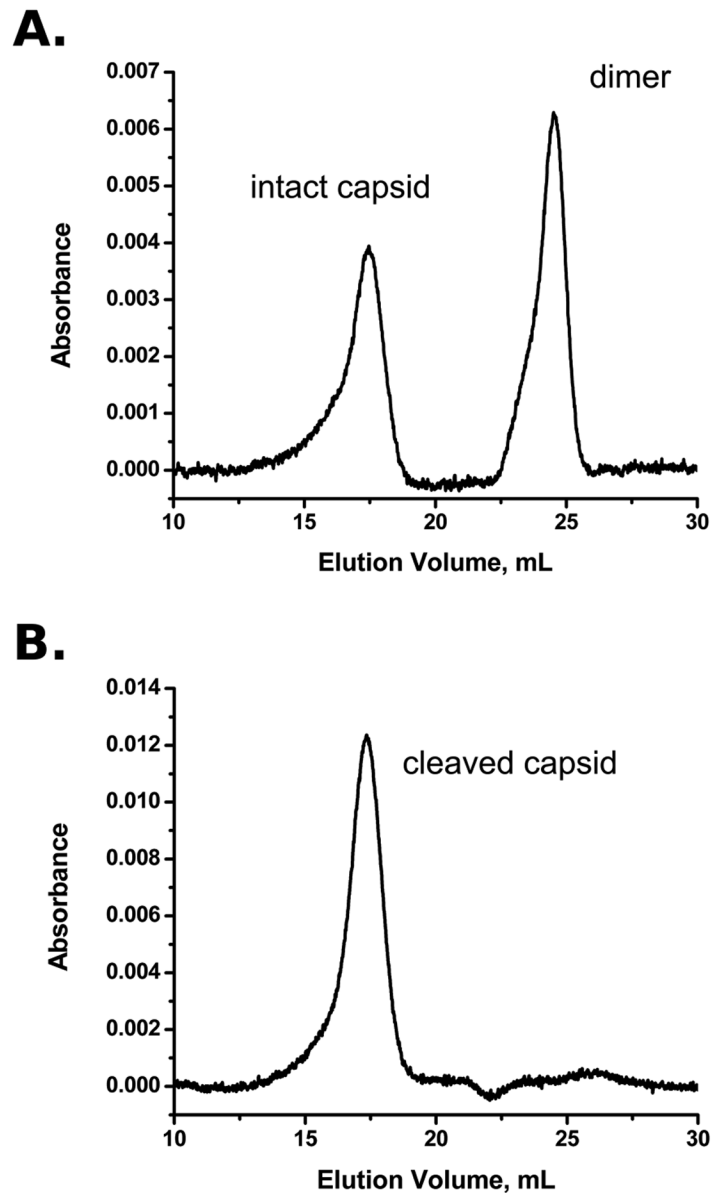 A.
0.007
dimer
0.006
intact capsid
0.005
0.004
0.003
0.002
0.001
0.000
Absorbance
10 15 20 25 30
Elution Volume, mL
B.
0.014
0.012
cleaved capsid
0.010
0.008
0.006
0.004
0.002
0.000
Absorbance
10 15 20 25 30
Elution Volume, mL